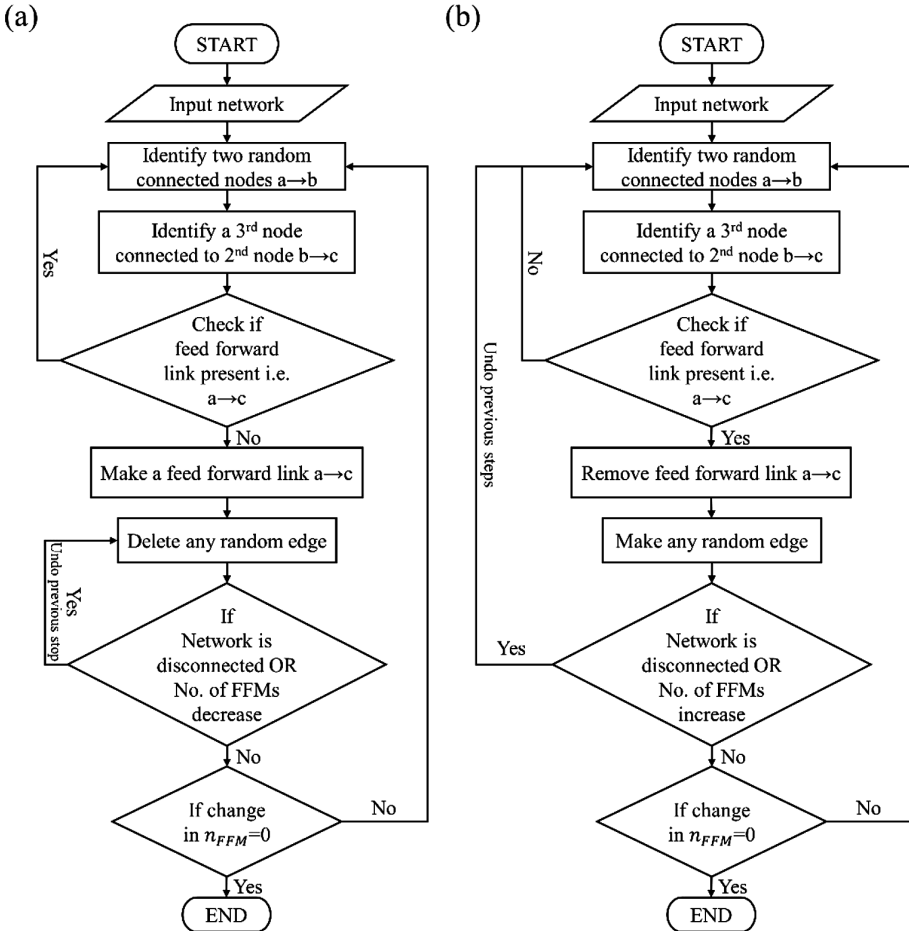 (a)
START
Input network
Identify two random
connected nodes a→b
Identify a 3rd node
connected to 2nd node b→c
Yes
Check if
feed forward
link present i.e.
a→c
No
Make a feed forward link a→c
Delete any random edge
Yes
Undo previous stop
If
Network is
disconnected OR
No. of FFMs
decrease
No
If change
in nFFM=0
No
Yes
END
(b)
START
Input network
Identify two random
connected nodes a→b
Identify a 3rd node
connected to 2nd node b→c
No
Check if
feed forward
link present i.e.
a→c
Undo previous steps
Yes
Remove feed forward link a→c
Make any random edge
If
Network is
disconnected OR
No. of FFMs
increase
Yes
No
If change
in nFFM=0
No
Yes
END